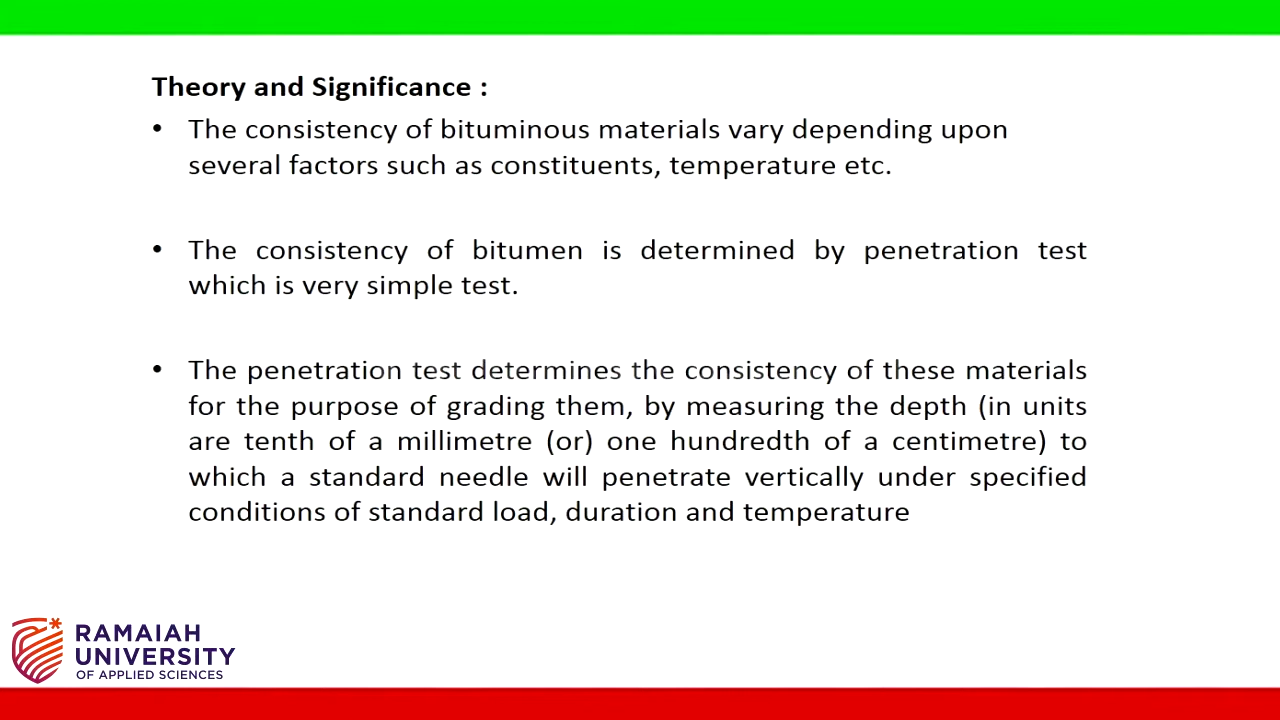 Theory and Significance :
• The consistency of bituminous materials vary depending upon
several factors such as constituents, temperature etc.
• The consistency of bitumen is determined by penetration test
which is very simple test.
• The penetration test determines the consistency of these materials
for the purpose of grading them, by measuring the depth (in units
are tenth of a millimetre (or) one hundredth of a centimetre) to
which a standard needle will penetrate vertically under specified
conditions of standard load, duration and temperature
RAMAIAH
UNIVERSITY
OF APPLIED SCIENCES